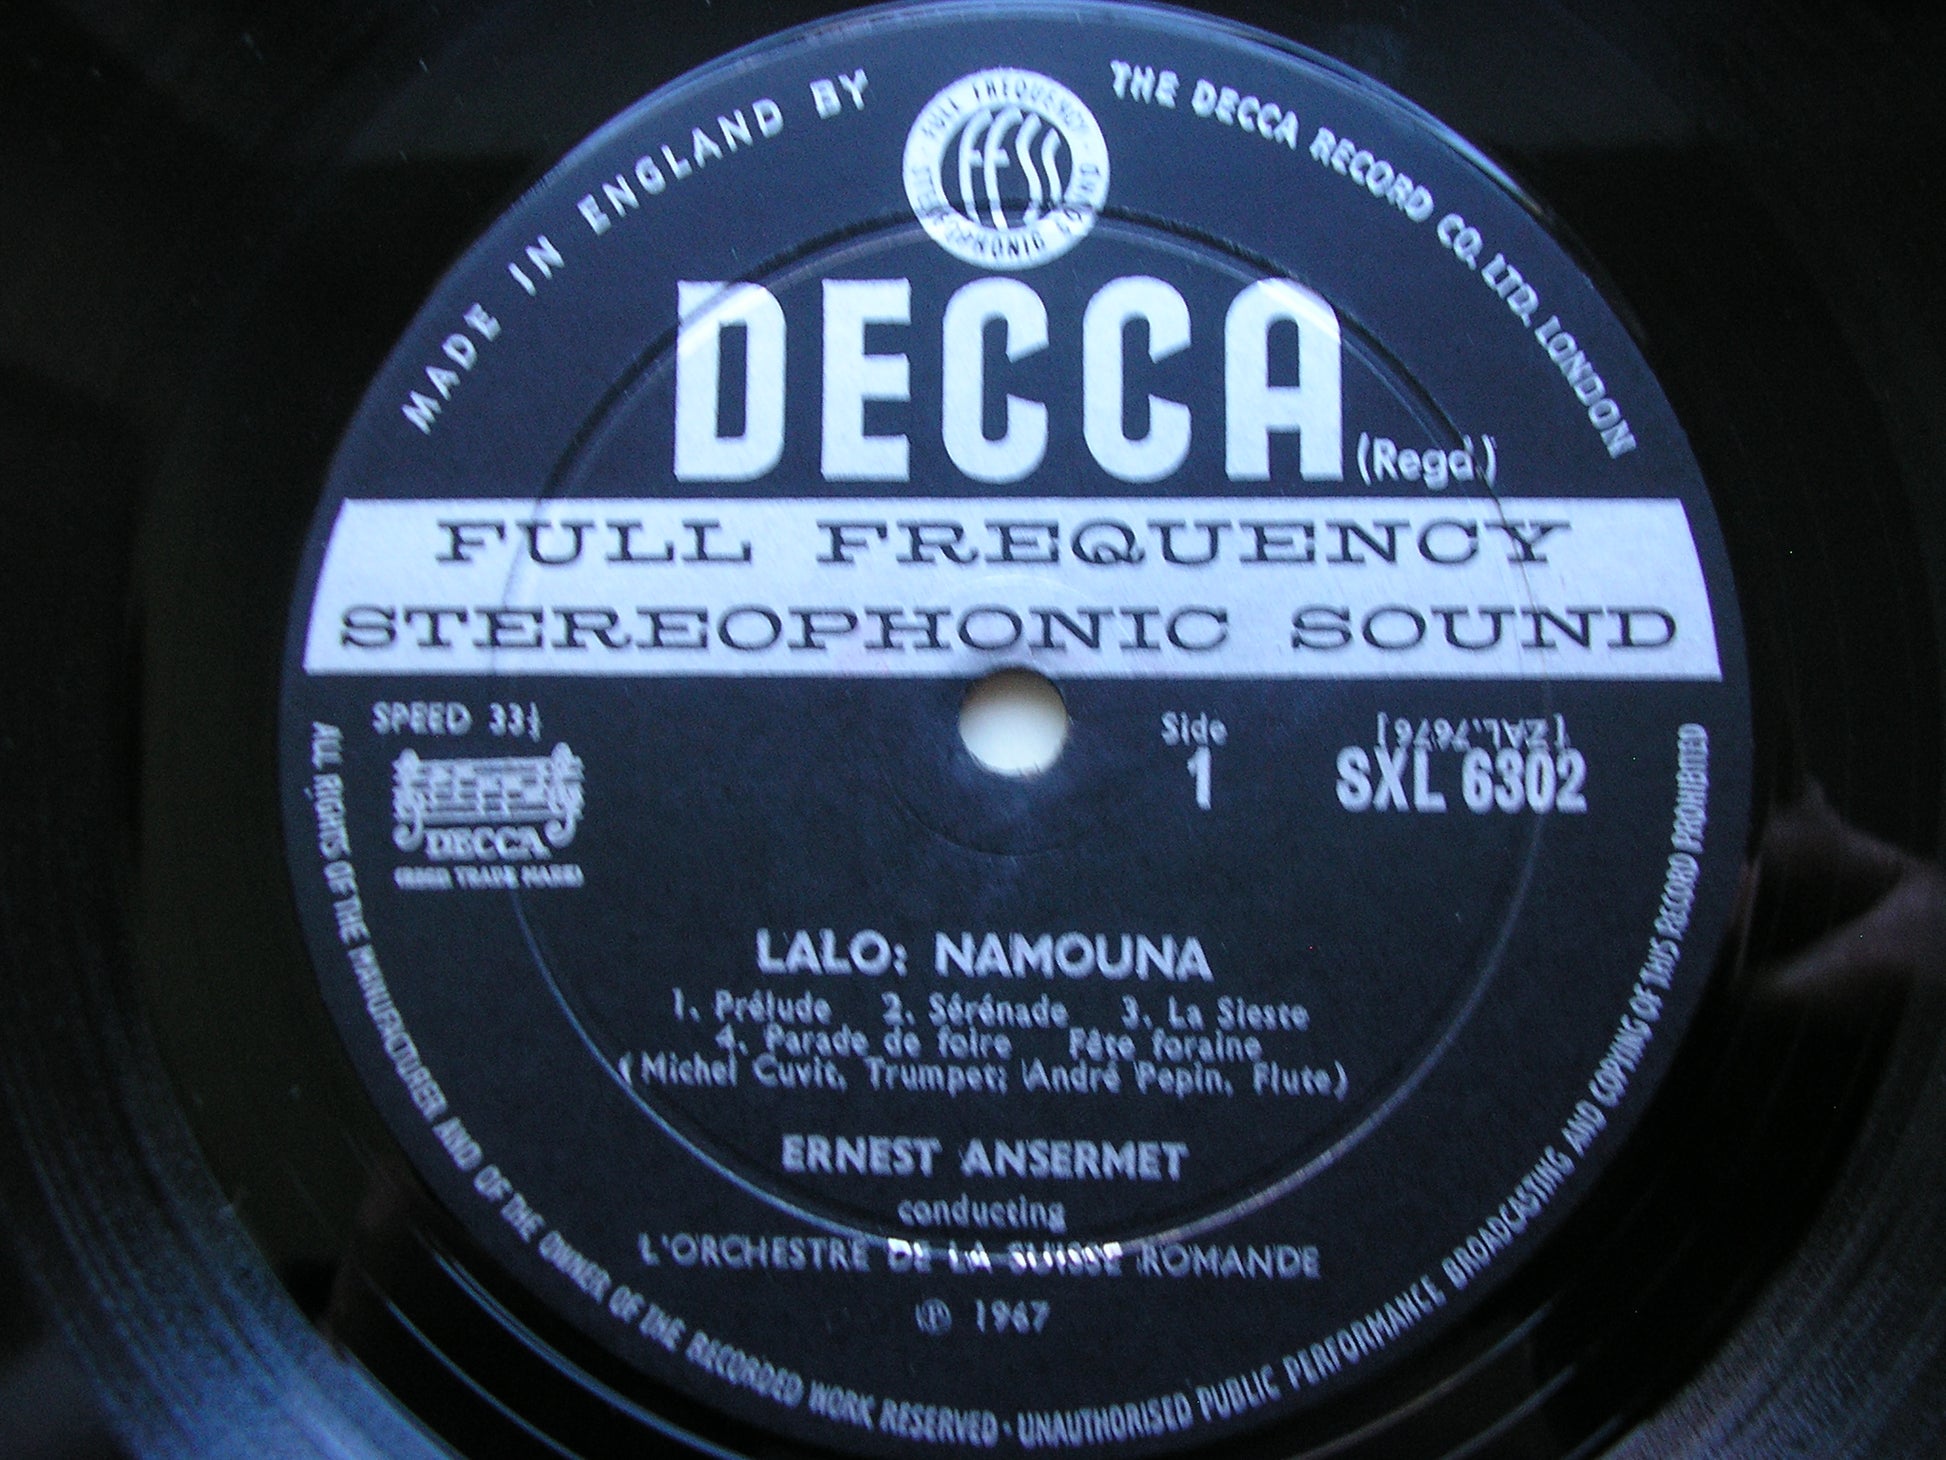 MADE IN ENGLAND BY
THE DECCA RECORD CO. LTD. LONDON
FULL FREQUENCY · STEREOPHONIC SOUND ·
FFSS
DECCA (Regd.)
FULL FREQUENCY
STEREOPHONIC SOUND
SPEED 33⅓
DECCA
TRADE MARK
Side
1
[ZAL.7676]
SXL 6302
LALO: NAMOUNA
1. Prélude 2. Sérénade 3. La Sieste
4. Parade de foire Fête foraine
(Michel Cuvit, Trumpet; André Pepin, Flute)
ERNEST ANSERMET
conducting
L'ORCHESTRE DE LA SUISSE ROMANDE
℗ 1967
ALL RIGHTS OF THE MANUFACTURER AND OF THE OWNER OF THE RECORDED WORK RESERVED · UNAUTHORISED PUBLIC PERFORMANCE BROADCASTING AND COPYING OF THIS RECORD PROHIBITED